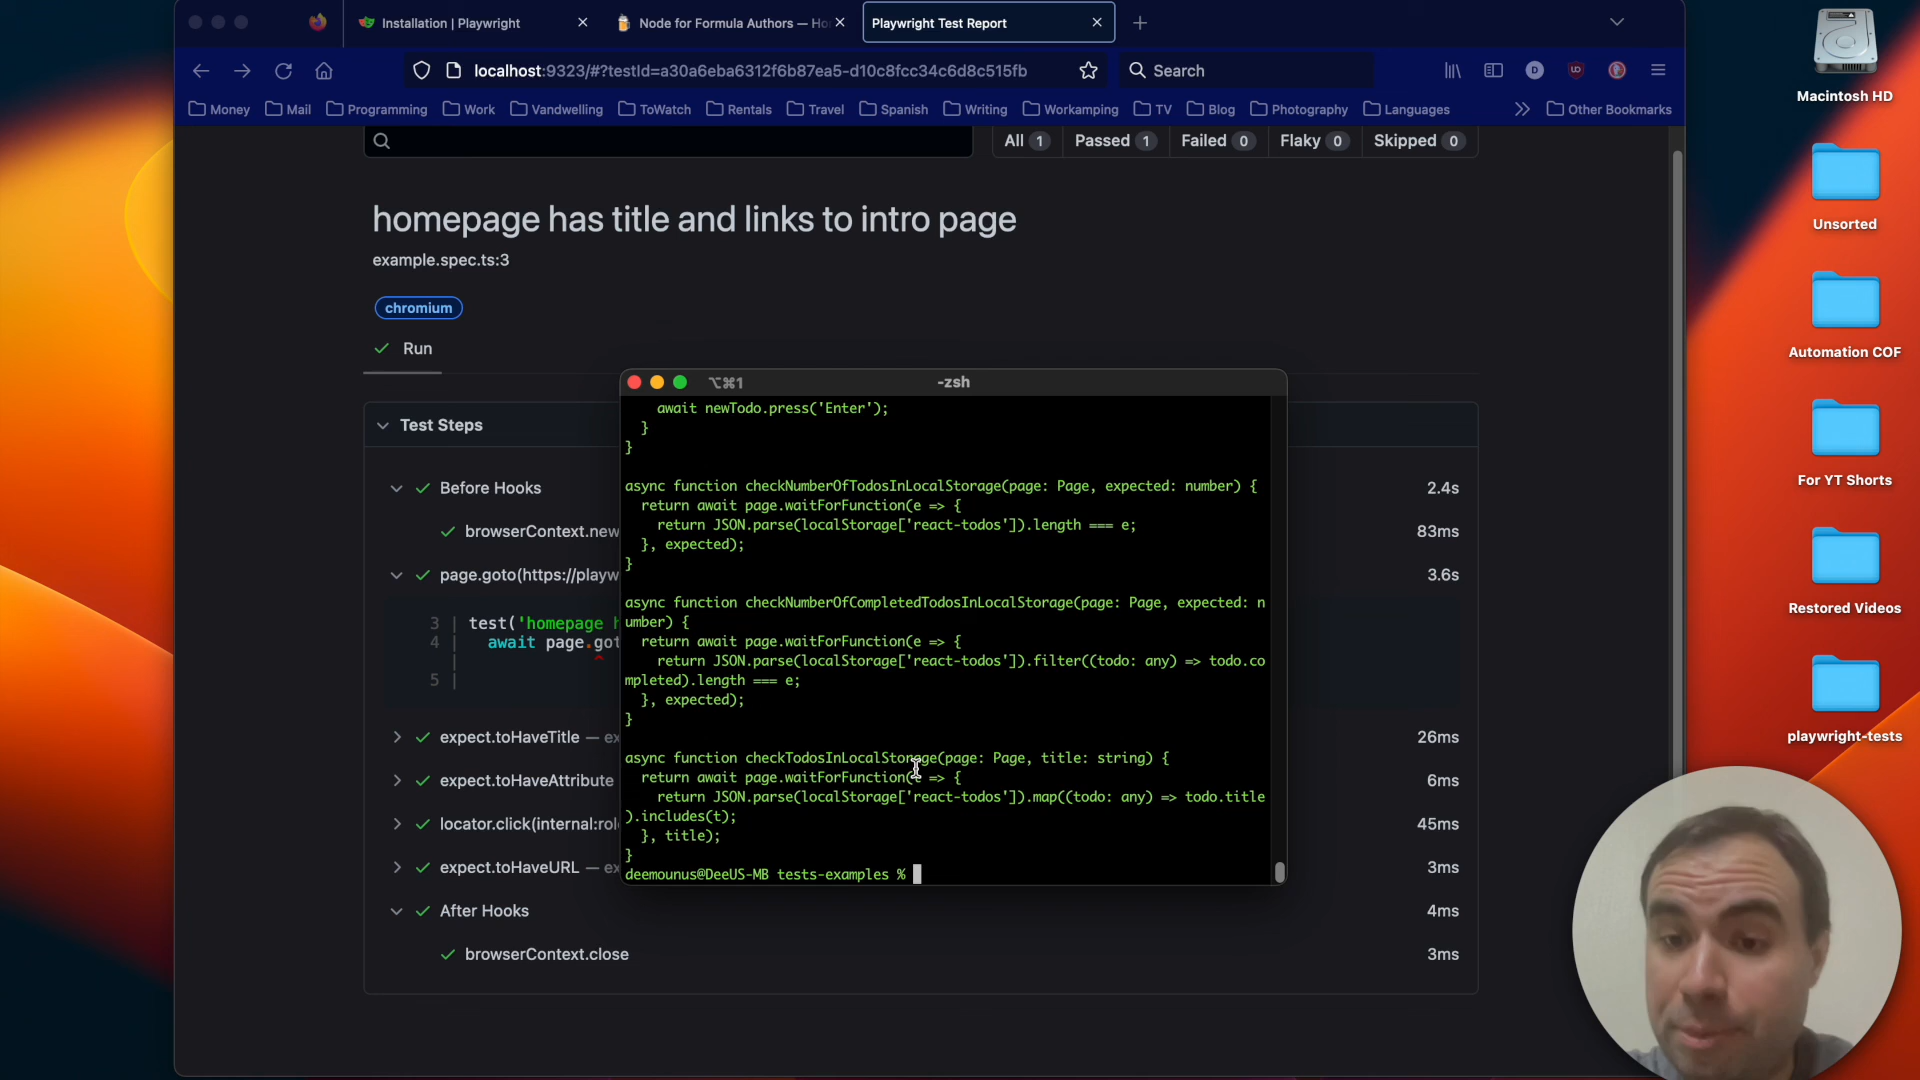 Installation | Playwright
Node for Formula Authors — Ho
Playwright Test Report
localhost:9323/#?testId=a30a6eba6312f6b87ea5-d10c8fcc34c6d8c515fb
Search
D
Money
Mail
Programming
Work
Vandwelling
ToWatch
Rentals
Travel
Spanish
Writing
Workamping
TV
Blog
Photography
Languages
Other Bookmarks
All 1
Passed 1
Failed 0
Flaky 0
Skipped 0
homepage has title and links to intro page
example.spec.ts:3
chromium
Run
Test Steps
Before Hooks
2.4s
browserContext.new
83ms
page.goto(https://playw
3.6s
3 | test('homepage h
4 | await page.got
5 |
expect.toHaveTitle — ex
26ms
expect.toHaveAttribute
6ms
locator.click(internal:rol
45ms
expect.toHaveURL — ex
3ms
After Hooks
4ms
browserContext.close
3ms
⌥⌘1
-zsh
await newTodo.press('Enter');
}
}
async function checkNumberOfTodosInLocalStorage(page: Page, expected: number) {
return await page.waitForFunction(e => {
return JSON.parse(localStorage['react-todos']).length === e;
}, expected);
}
async function checkNumberOfCompletedTodosInLocalStorage(page: Page, expected: n
umber) {
return await page.waitForFunction(e => {
return JSON.parse(localStorage['react-todos']).filter((todo: any) => todo.co
mpleted).length === e;
}, expected);
}
async function checkTodosInLocalStorage(page: Page, title: string) {
return await page.waitForFunction(t => {
return JSON.parse(localStorage['react-todos']).map((todo: any) => todo.title
).includes(t);
}, title);
}
deemounus@DeeUS-MB tests-examples %
Macintosh HD
Unsorted
Automation COF
For YT Shorts
Restored Videos
playwright-tests